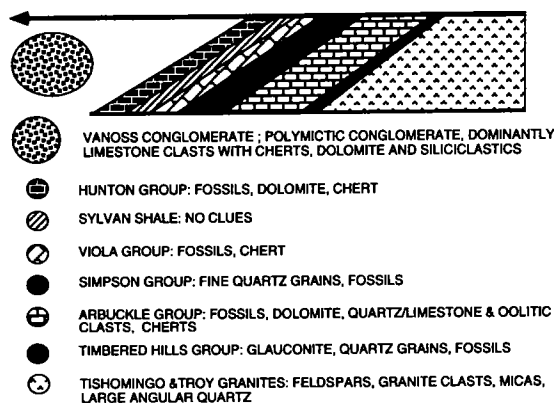 VANOSS CONGLOMERATE ; POLYMICTIC CONGLOMERATE, DOMINANTLY
LIMESTONE CLASTS WITH CHERTS, DOLOMITE AND SILICICLASTICS
HUNTON GROUP: FOSSILS, DOLOMITE, CHERT
SYLVAN SHALE: NO CLUES
VIOLA GROUP: FOSSILS, CHERT
SIMPSON GROUP: FINE QUARTZ GRAINS, FOSSILS
ARBUCKLE GROUP: FOSSILS, DOLOMITE, QUARTZ/LIMESTONE & OOLITIC
CLASTS, CHERTS
TIMBERED HILLS GROUP: GLAUCONITE, QUARTZ GRAINS, FOSSILS
TISHOMINGO &TROY GRANITES: FELDSPARS, GRANITE CLASTS, MICAS,
LARGE ANGULAR QUARTZ